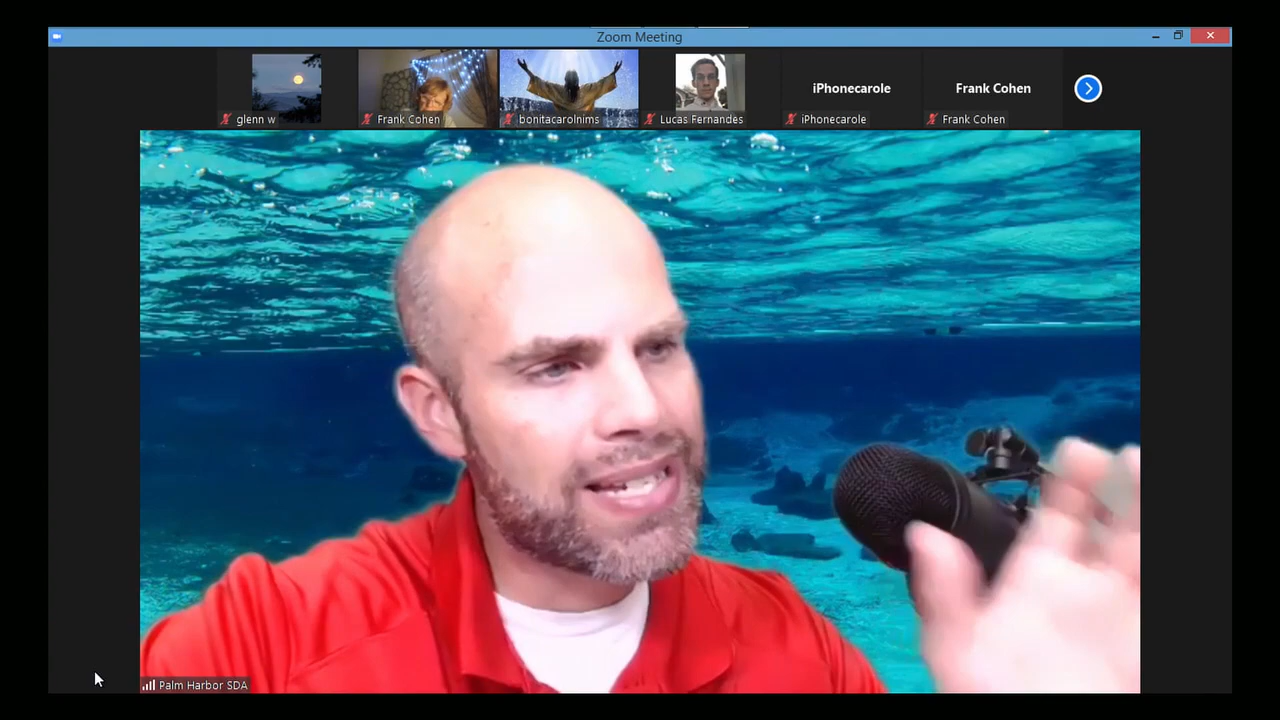 Zoom Meeting
glenn w
Frank Cohen
bonitacarolnims
Lucas Fernandes
iPhonecarole
iPhonecarole
Frank Cohen
Frank Cohen
Palm Harbor SDA